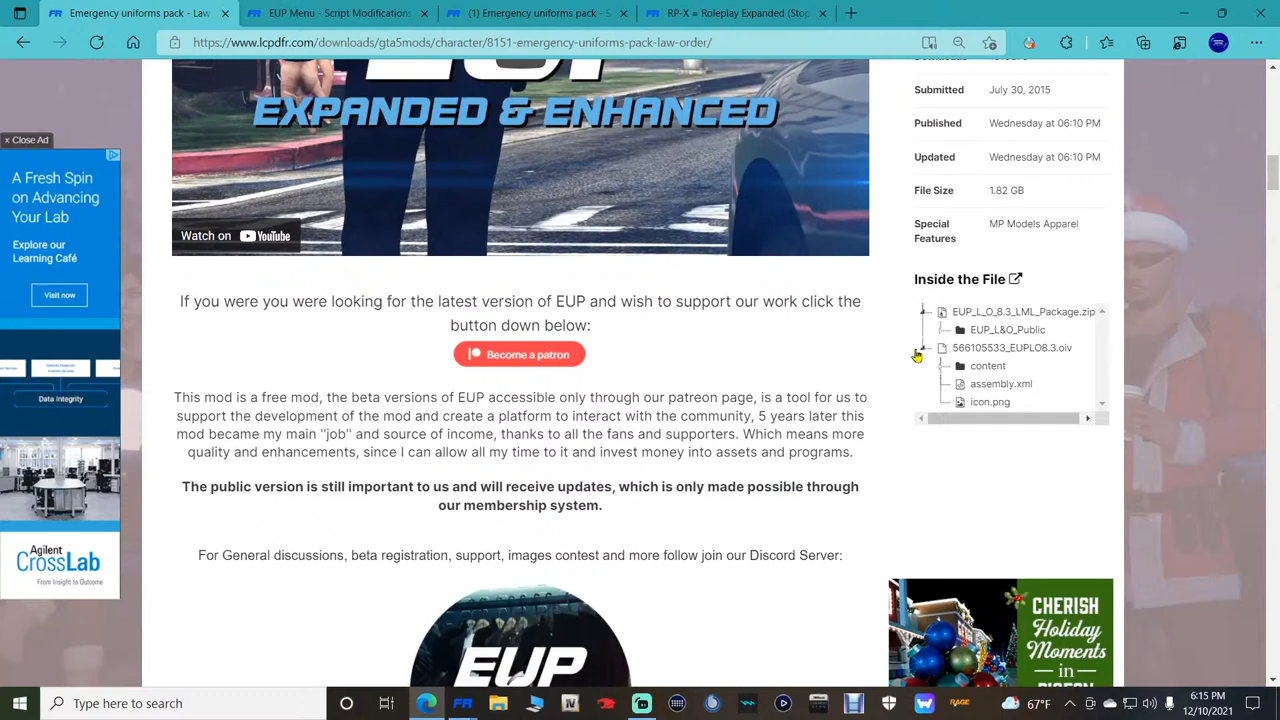 Emergency uniforms pack - Law
EUP Menu - Script Modifications
(1) Emergency uniforms pack - S
RP-X = Roleplay Expanded (Stop
https://www.lcpdfr.com/downloads/gta5mods/character/8151-emergency-uniforms-pack-law-order/
EXPANDED & ENHANCED
Watch on YouTube
Submitted July 30, 2015
Published Wednesday at 06:10 PM
Updated Wednesday at 06:10 PM
File Size 1.82 GB
Special Features MP Models Apparel
Inside the File
EUP_L_O_8.3_LML_Package.zip
EUP_L&O_Public
566105533_EUPLO8.3.oiv
content
assembly.xml
icon.png
x Close Ad
A Fresh Spin
on Advancing
Your Lab
Explore our
Learning Café
Visit now
Data Integrity
Agilent
CrossLab
From Insight to Outcome
If you were you were looking for the latest version of EUP and wish to support our work click the
button down below:
Become a patron
This mod is a free mod, the beta versions of EUP accessible only through our patreon page, is a tool for us to
support the development of the mod and create a platform to interact with the community, 5 years later this
mod became my main "job" and source of income, thanks to all the fans and supporters. Which means more
quality and enhancements, since I can allow all my time to it and invest money into assets and programs.
The public version is still important to us and will receive updates, which is only made possible through
our membership system.
For General discussions, beta registration, support, images contest and more follow join our Discord Server:
EUP
CHERISH
Holiday
Moments
in
Type here to search
FR
IV
RAGE
67°F
6:15 PM
12/10/2021